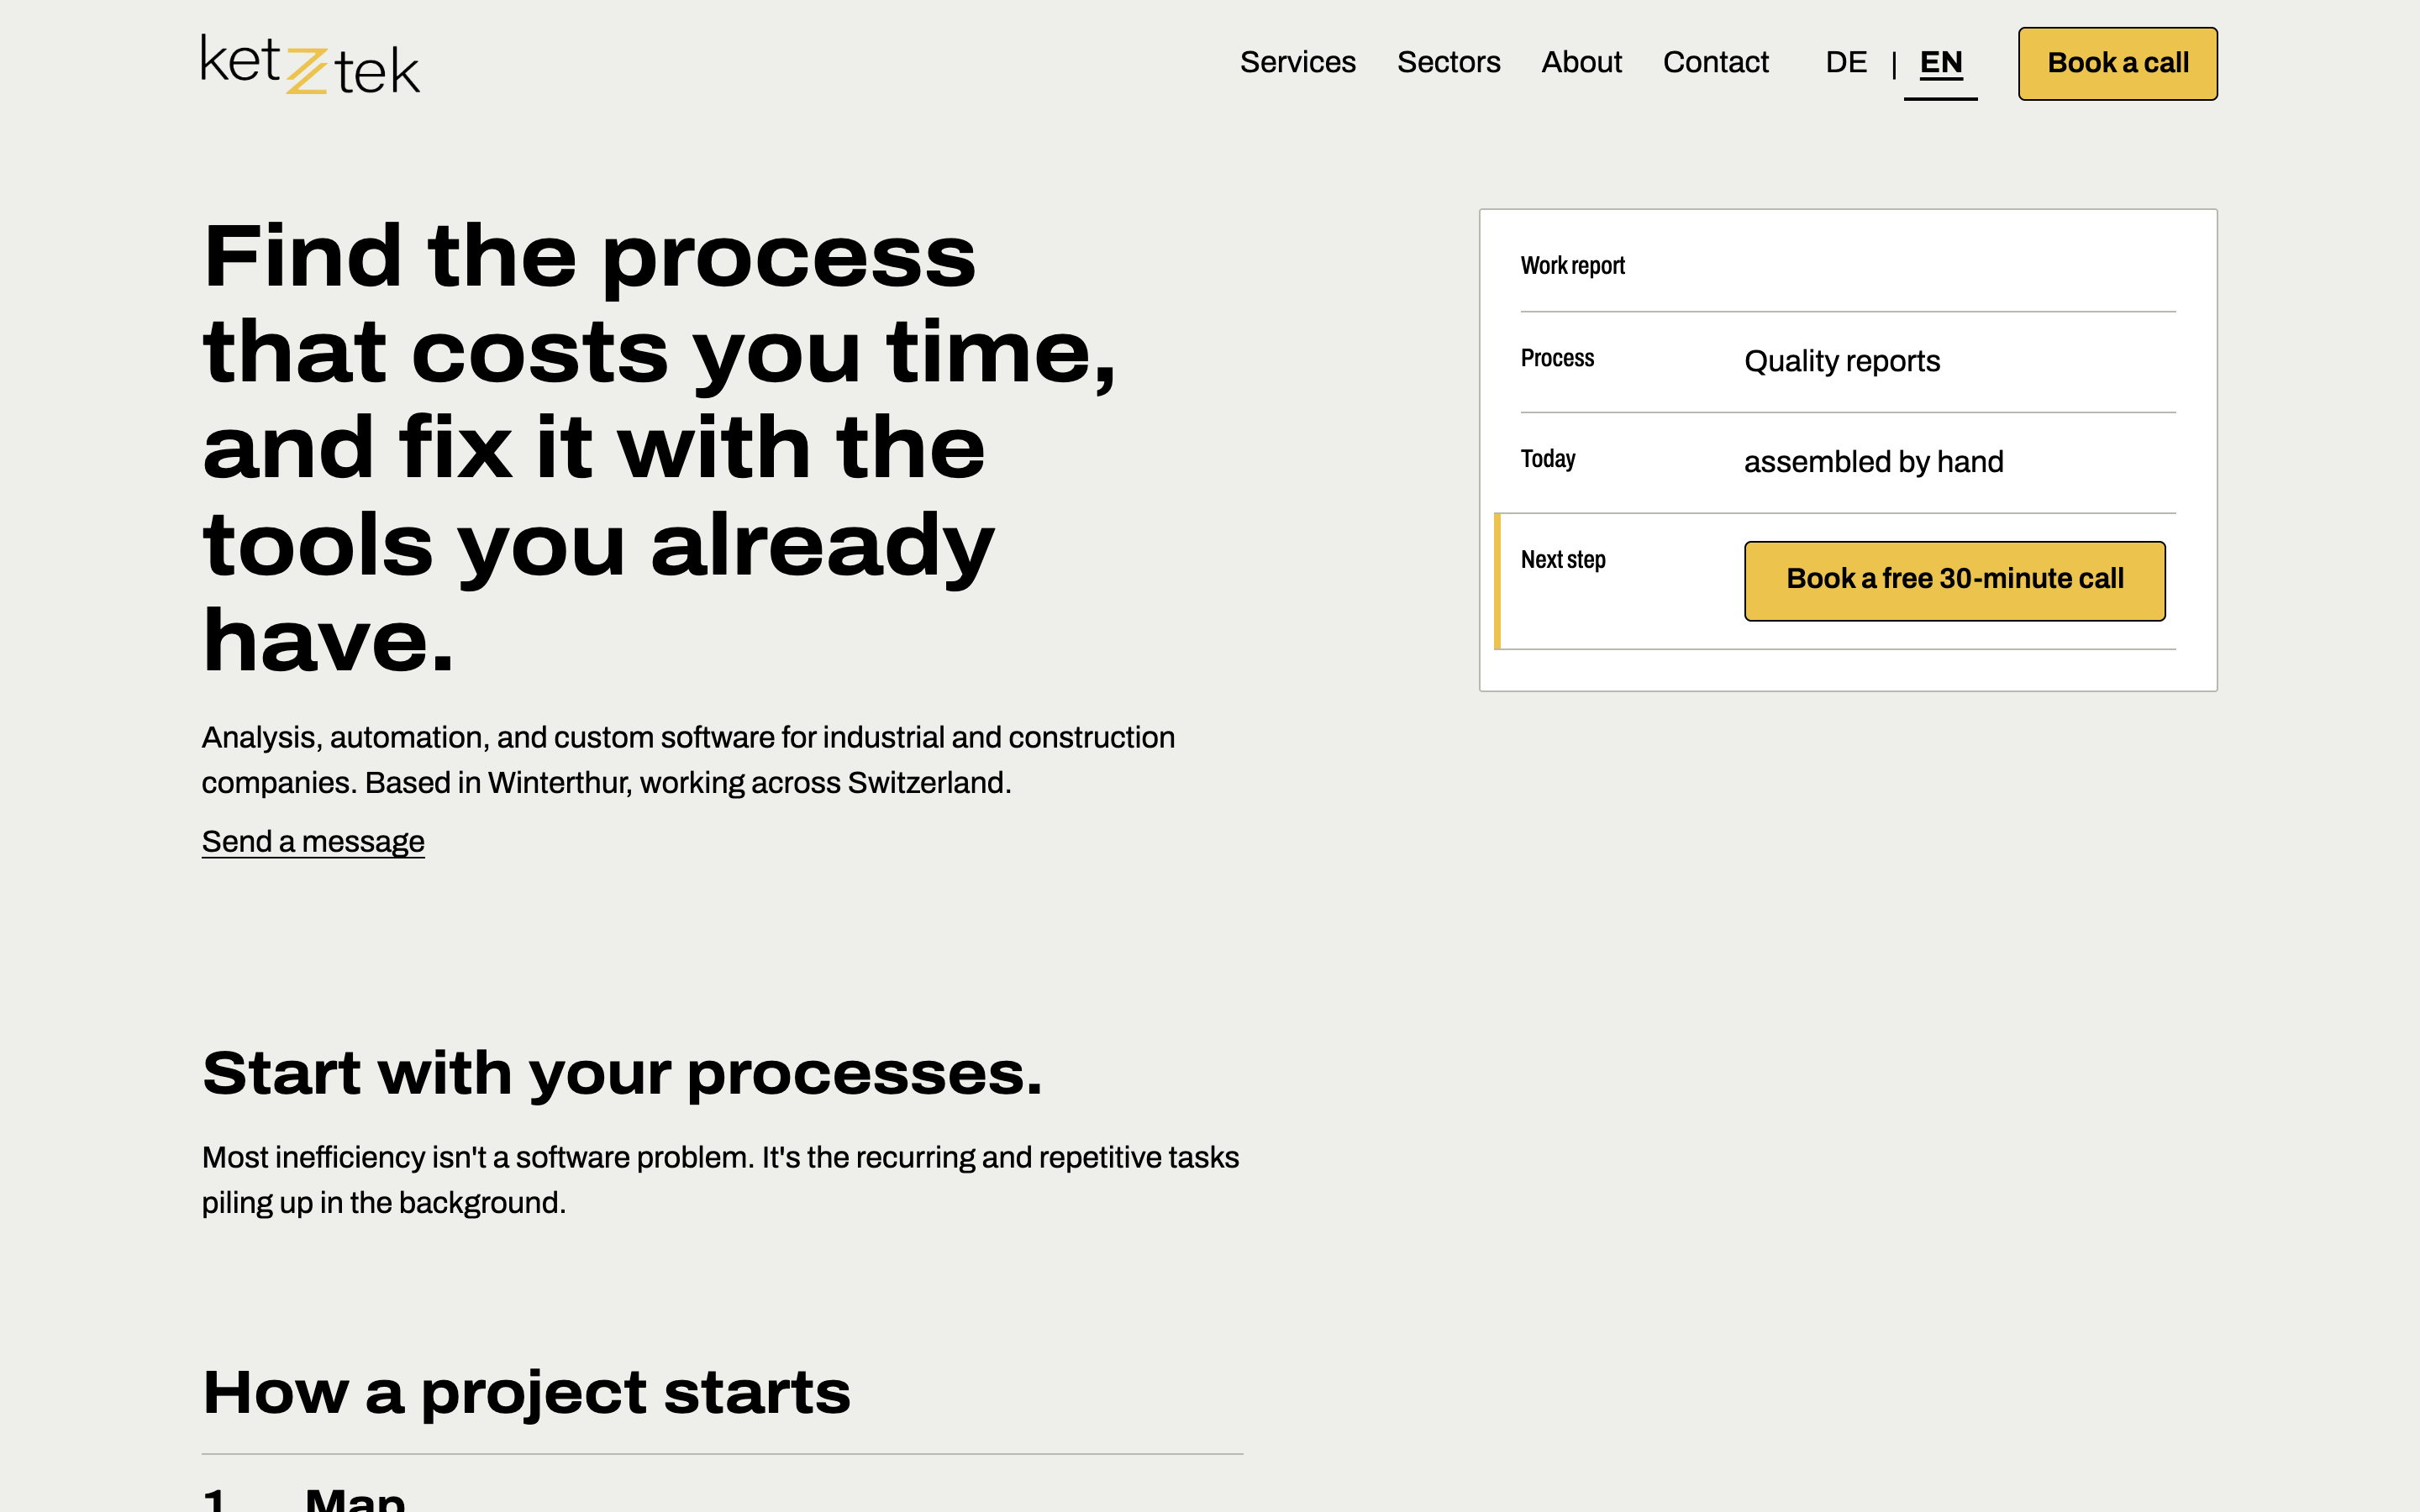 ketztek
Services Sectors About Contact DE | EN Book a call
Find the process
that costs you time,
and fix it with the
tools you already
have.
Analysis, automation, and custom software for industrial and construction
companies. Based in Winterthur, working across Switzerland.
Send a message
Work report
Process Quality reports
Today assembled by hand
Next step Book a free 30-minute call
Start with your processes.
Most inefficiency isn't a software problem. It's the recurring and repetitive tasks
piling up in the background.
How a project starts
1 Map